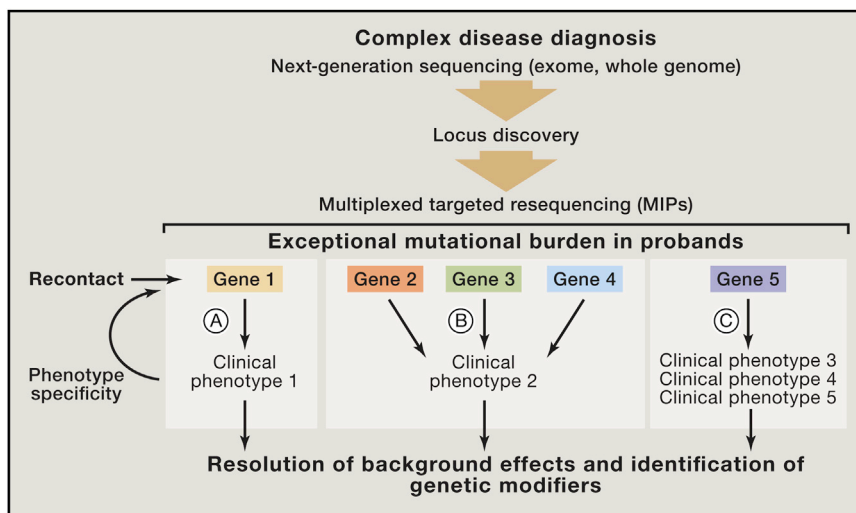 Complex disease diagnosis
Next-generation sequencing (exome, whole genome)
Locus discovery
Multiplexed targeted resequencing (MIPs)
Exceptional mutational burden in probands
Recontact
Gene 1
Gene 2
Gene 3
Gene 4
Gene 5
A
B
C
Phenotype
specificity
Clinical
phenotype 1
Clinical
phenotype 2
Clinical phenotype 3
Clinical phenotype 4
Clinical phenotype 5
Resolution of background effects and identification of
genetic modifiers